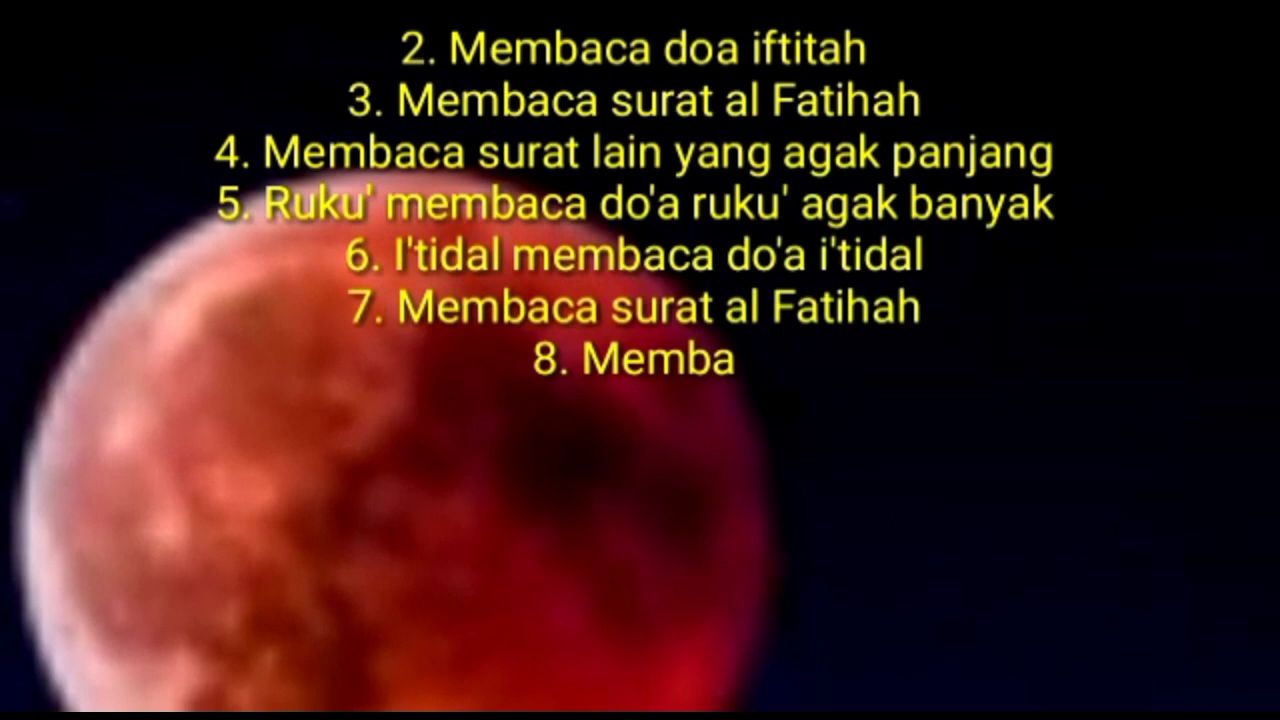 2. Membaca doa iftitah
3. Membaca surat al Fatihah
4. Membaca surat lain yang agak panjang
5. Ruku' membaca do'a ruku' agak banyak
6. I'tidal membaca do'a i'tidal
7. Membaca surat al Fatihah
8. Memba